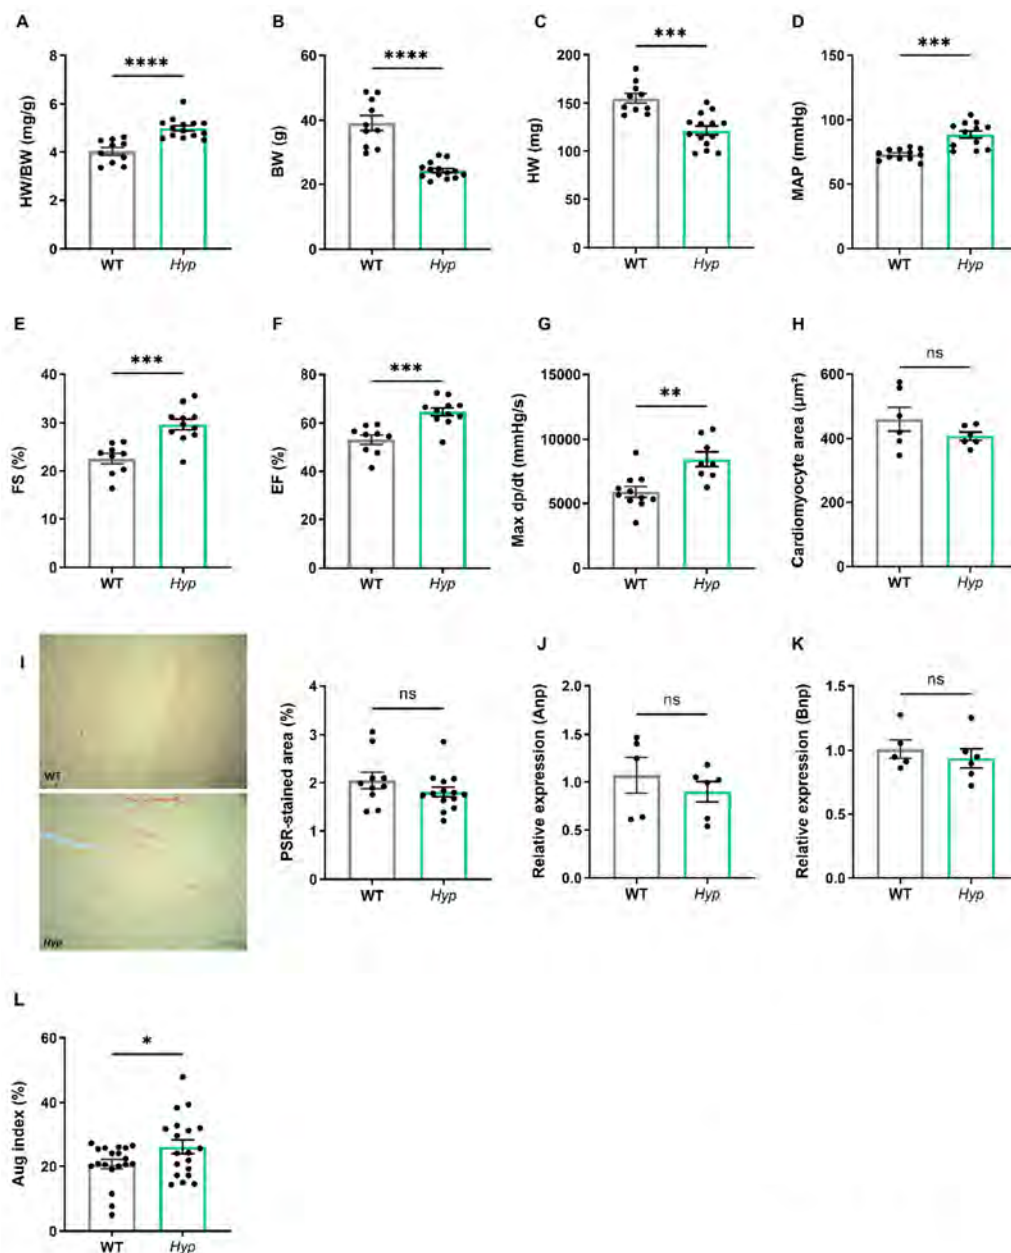 A
HW/BW (mg/g)
8
6
4
2
0
****
WT
Hyp
B
BW (g)
60
40
20
0
****
WT
Hyp
C
HW (mg)
200
150
100
50
0
***
WT
Hyp
D
MAP (mmHg)
150
100
50
0
***
WT
Hyp
E
FS (%)
40
30
20
10
0
***
WT
Hyp
F
EF (%)
80
60
40
20
0
***
WT
Hyp
G
Max dp/dt (mmHg/s)
15000
10000
5000
0
**
WT
Hyp
H
Cardiomyocyte area (µm²)
600
400
200
0
ns
WT
Hyp
I
WT
Hyp
PSR-stained area (%)
4
3
2
1
0
ns
WT
Hyp
J
Relative expression (Anp)
2.0
1.5
1.0
0.5
0.0
ns
WT
Hyp
K
Relative expression (Bnp)
1.5
1.0
0.5
0.0
ns
WT
Hyp
L
Aug index (%)
60
40
20
0
*
WT
Hyp